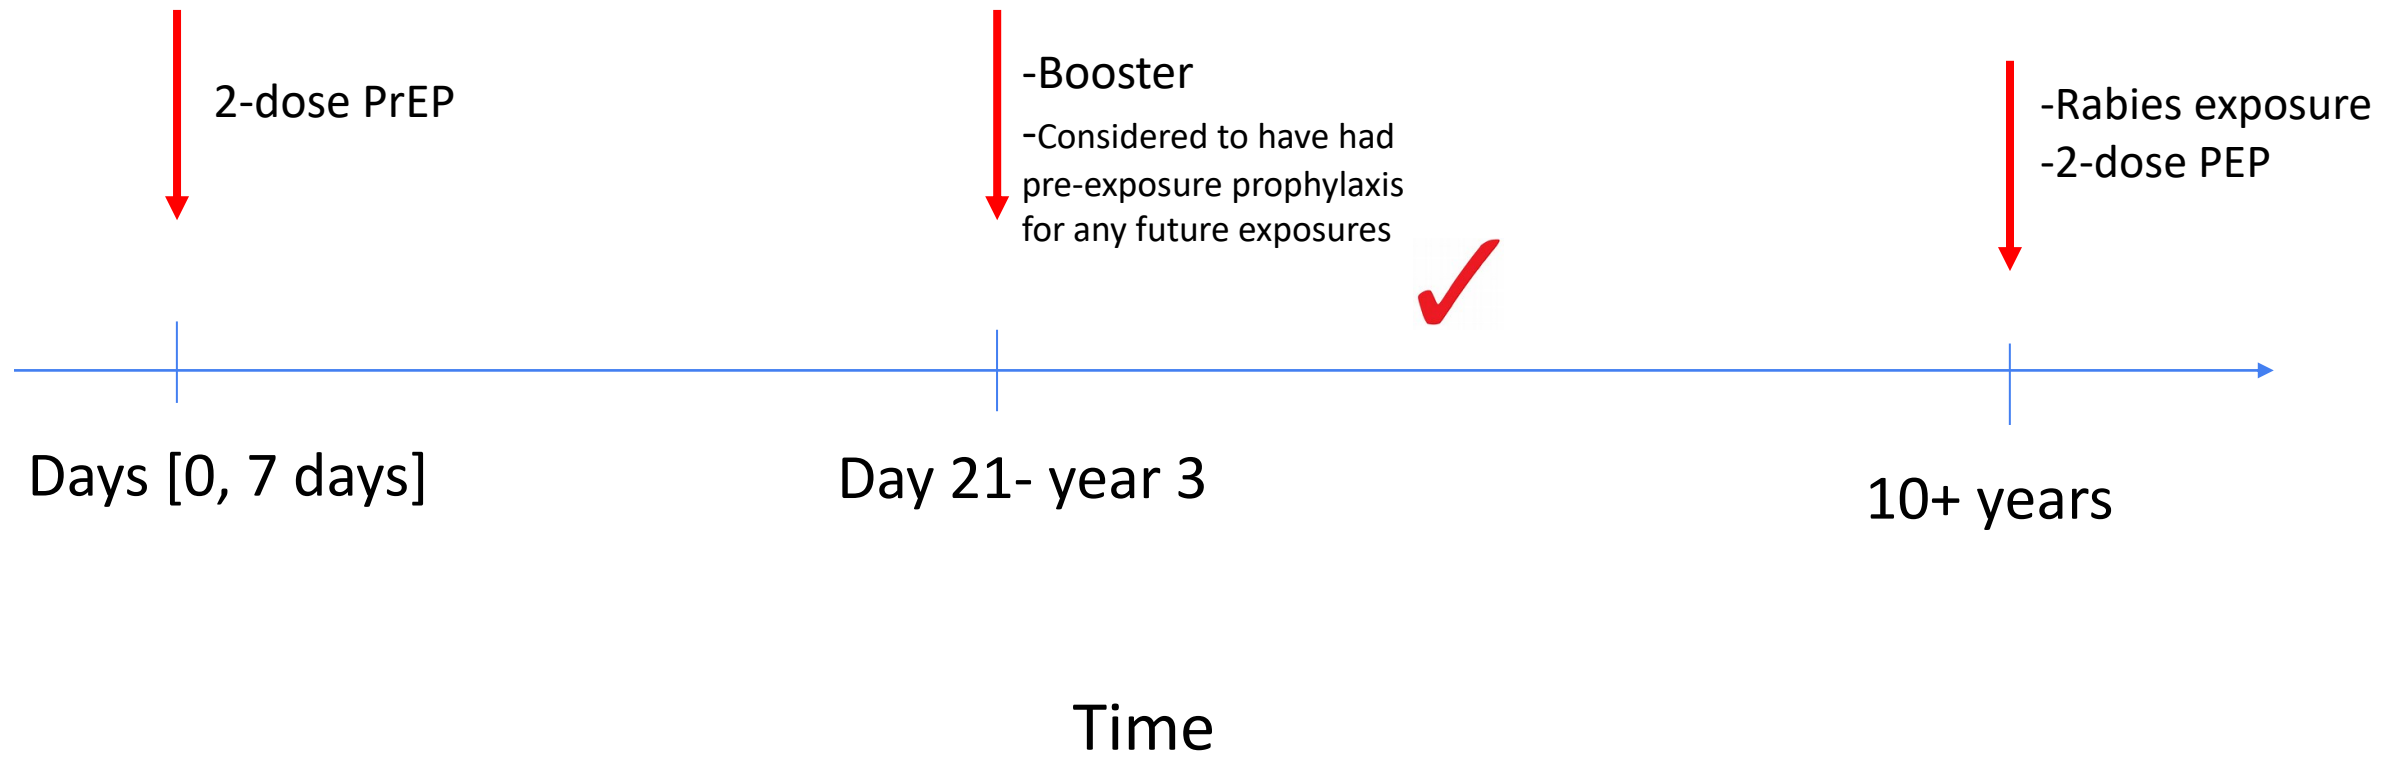 2-dose PrEP
-Booster
-Considered to have had
pre-exposure prophylaxis
for any future exposures
-Rabies exposure
-2-dose PEP
Days [0, 7 days]
Day 21- year 3
10+ years
Time